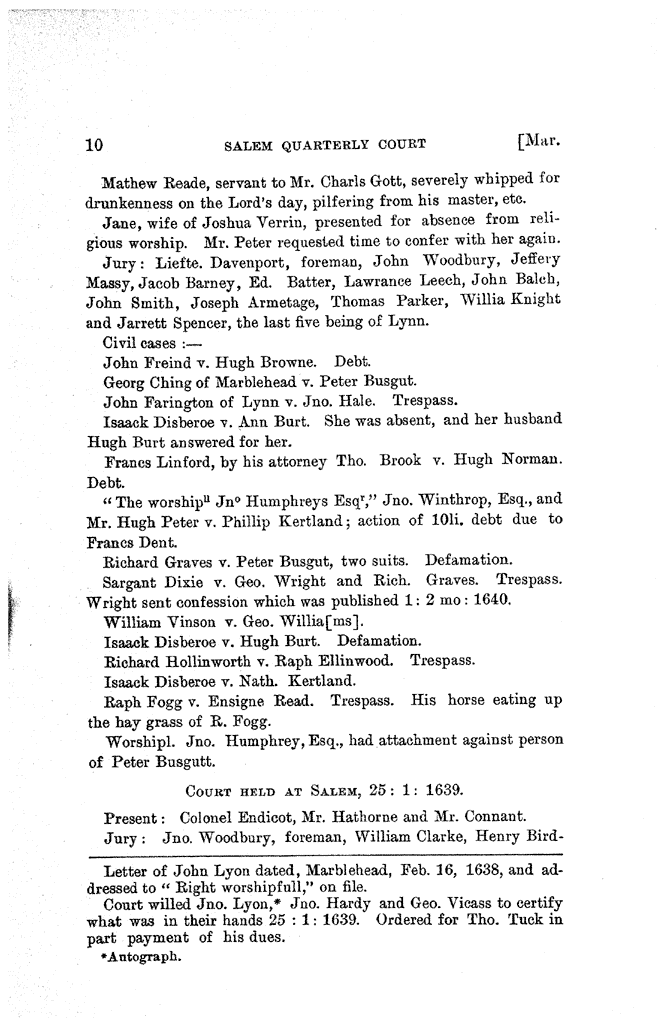 10 SALEM QUARTERLY COURT [Mar.
Mathew Reade, servant to Mr. Charls Gott, severely whipped for
drunkenness on the Lord's day, pilfering from his master, etc.
Jane, wife of Joshua Verrin, presented for absence from reli-
gious worship. Mr. Peter requested time to confer with her again.
Jury: Liefte. Davenport, foreman, John Woodbury, Jeffery
Massy, Jacob Barney, Ed. Batter, Lawrance Leech, John Balch,
John Smith, Joseph Armetage, Thomas Parker, Willia Knight
and Jarrett Spencer, the last five being of Lynn.
Civil cases :—
John Freind v. Hugh Browne. Debt.
Georg Ching of Marblehead v. Peter Busgut.
John Farington of Lynn v. Jno. Hale. Trespass.
Isaack Disberoe v. Ann Burt. She was absent, and her husband
Hugh Burt answered for her.
Francs Linford, by his attorney Tho. Brook v. Hugh Norman.
Debt.
"The worshipˡˡ Jnº Humphreys Esqʳ," Jno. Winthrop, Esq., and
Mr. Hugh Peter v. Phillip Kertland; action of 10li. debt due to
Francs Dent.
Richard Graves v. Peter Busgut, two suits. Defamation.
Sargant Dixie v. Geo. Wright and Rich. Graves. Trespass.
Wright sent confession which was published 1: 2 mo: 1640.
William Vinson v. Geo. Willia[ms].
Isaack Disberoe v. Hugh Burt. Defamation.
Richard Hollinworth v. Raph Ellinwood. Trespass.
Isaack Disberoe v. Nath. Kertland.
Raph Fogg v. Ensigne Read. Trespass. His horse eating up
the hay grass of R. Fogg.
Worshipl. Jno. Humphrey, Esq., had attachment against person
of Peter Busgutt.
COURT HELD AT SALEM, 25: 1: 1639.
Present: Colonel Endicot, Mr. Hathorne and Mr. Connant.
Jury: Jno. Woodbury, foreman, William Clarke, Henry Bird-
Letter of John Lyon dated, Marblehead, Feb. 16, 1638, and ad-
dressed to "Right worshipfull," on file.
Court willed Jno. Lyon,* Jno. Hardy and Geo. Vicass to certify
what was in their hands 25 : 1: 1639. Ordered for Tho. Tuck in
part payment of his dues.
*Autograph.